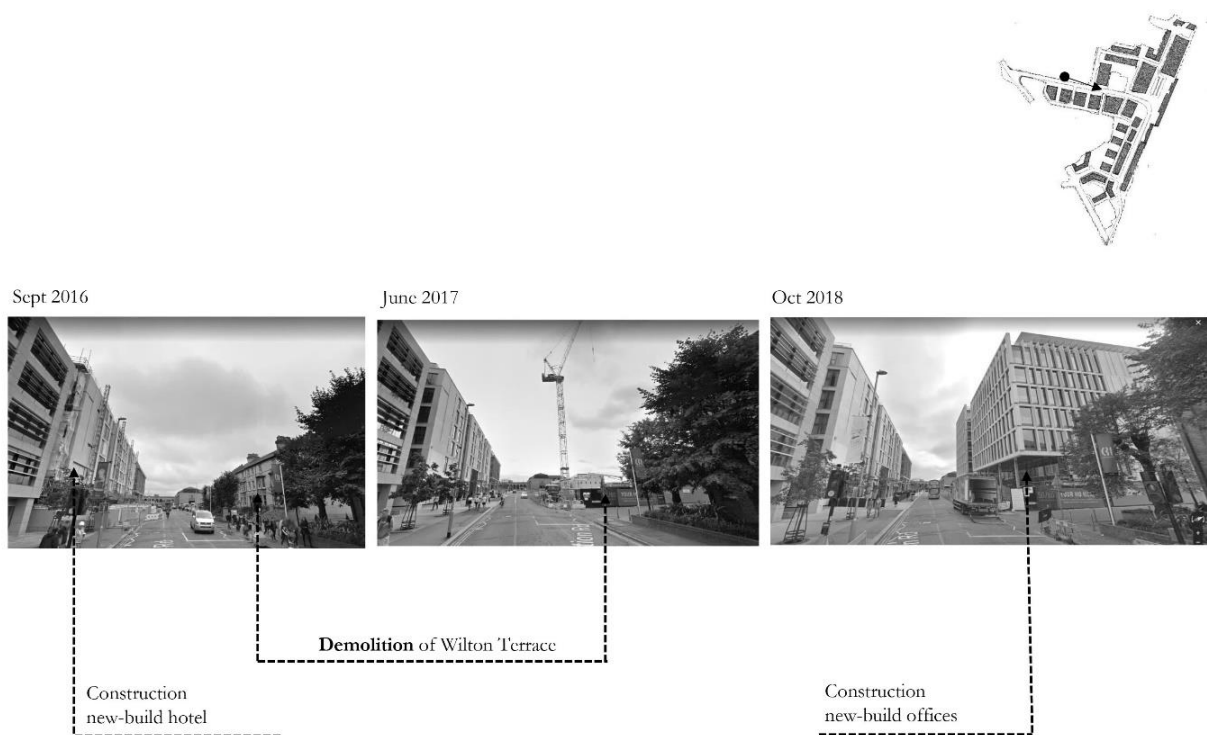 Sept 2016
June 2017
Oct 2018
Demolition of Wilton Terrace
Construction
new-build hotel
Construction
new-build offices